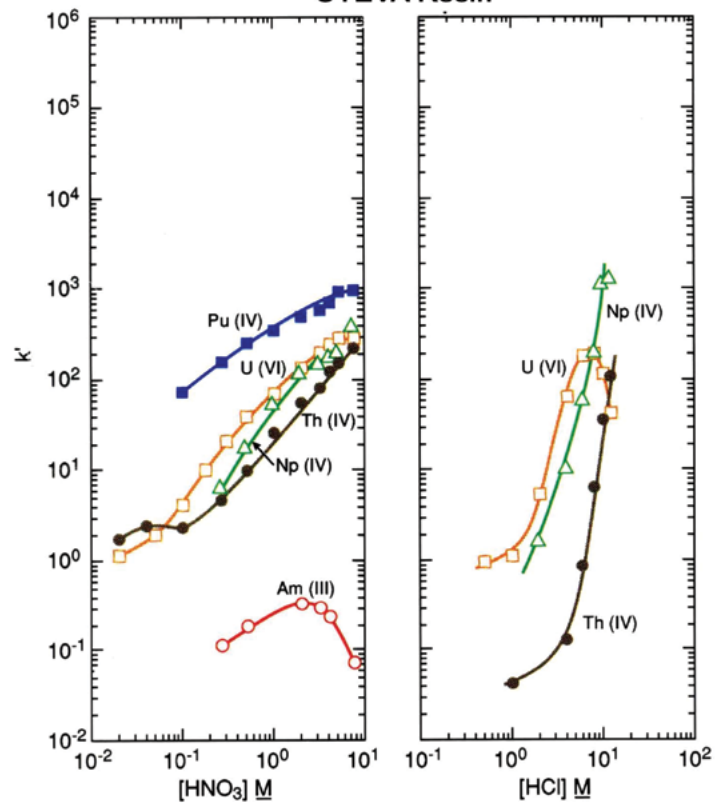 UTEVA Resin
10^6
10^5
10^4
10^3
10^2
10^1
10^0
10^-1
10^-2
k'
Pu (IV)
U (VI)
Th (IV)
Np (IV)
Am (III)
10^-2 10^-1 10^0 10^1
[HNO₃] M
Np (IV)
U (VI)
Th (IV)
10^-1 10^0 10^1 10^2
[HCl] M